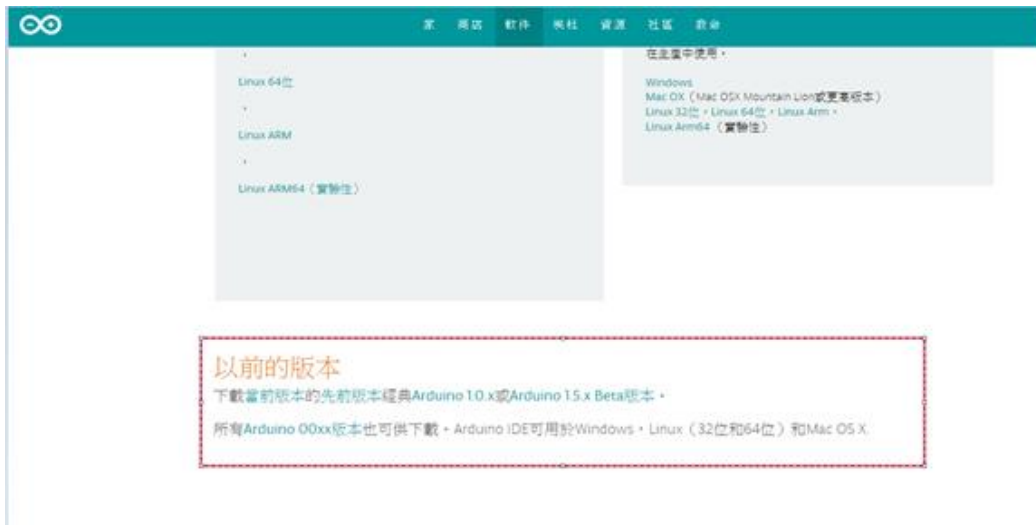 家 商店 軟件 資源 社區 救命
，
Linux 64位
，
Linux ARM
，
Linux ARM64（實驗性）
在生產中使用。
Windows
Mac OX（Mac OSX Mountain Lion或更高版本）
Linux 32位，Linux 64位，Linux Arm，
Linux Arm64（實驗性）
以前的版本
下載當前版本的先前版本經典Arduino 1.0.x或Arduino 1.5.x Beta版本。
所有Arduino 00xx版本也可供下載。Arduino IDE可用於Windows，Linux（32位和64位）和Mac OS X.